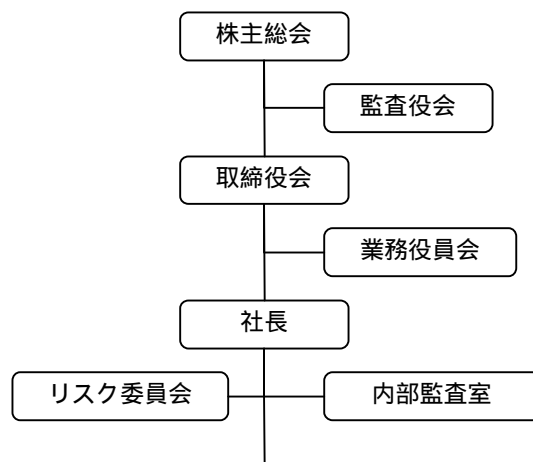 株主総会
監査役会
取締役会
業務役員会
社長
リスク委員会
内部監査室